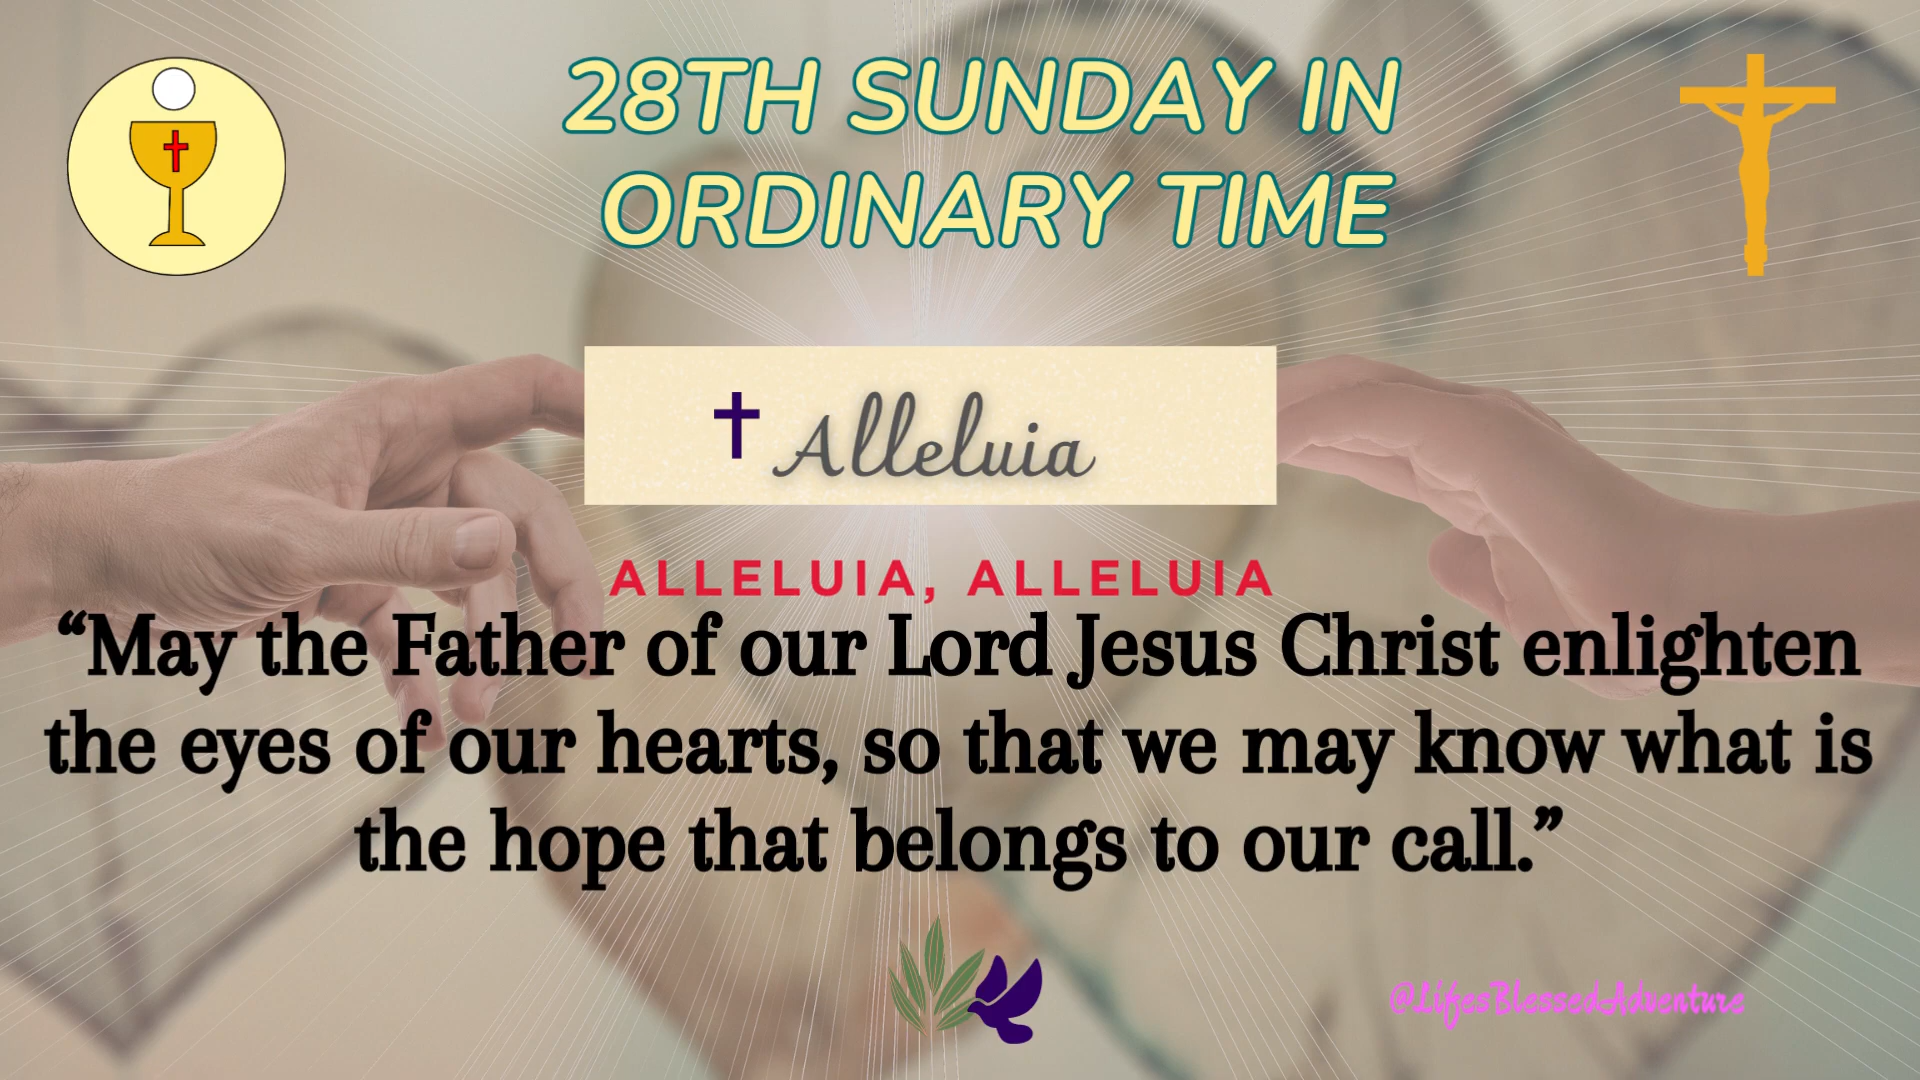 28TH SUNDAY IN
ORDINARY TIME
Alleluia
ALLELUIA, ALLELUIA
“May the Father of our Lord Jesus Christ enlighten
the eyes of our hearts, so that we may know what is
the hope that belongs to our call.”
@LifesBlessedAdventure